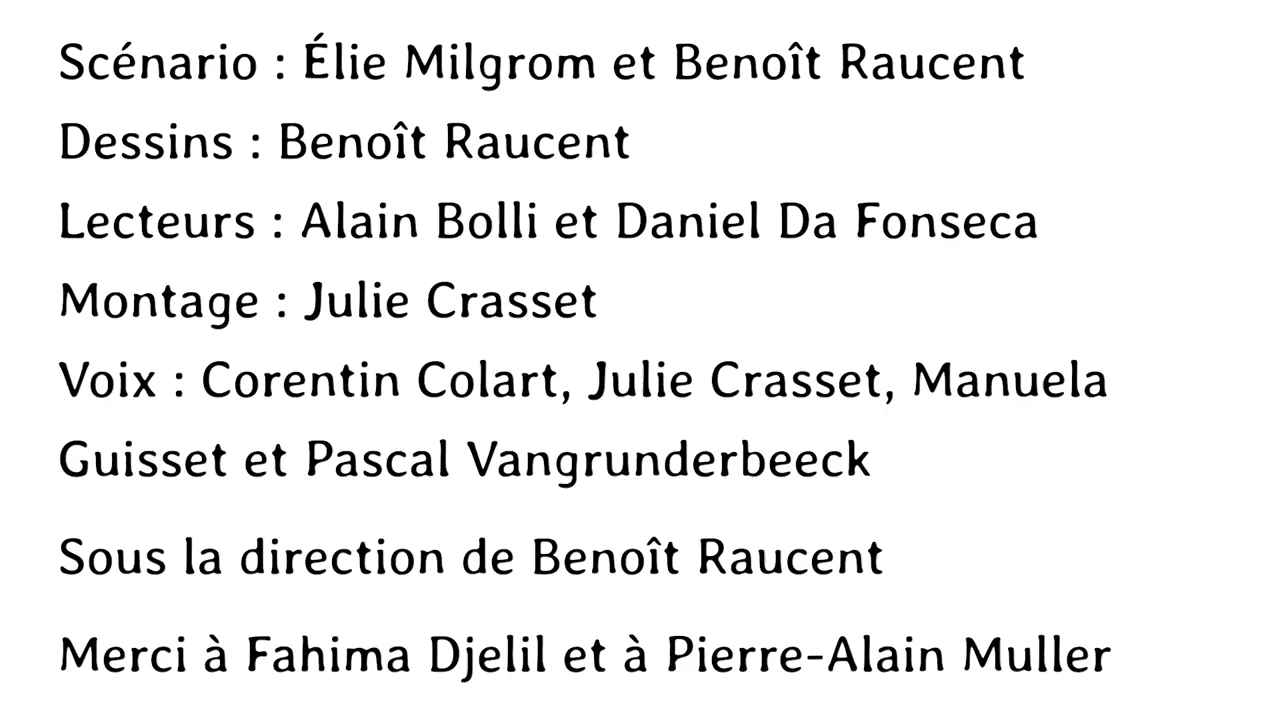 Scénario : Élie Milgrom et Benoît Raucent
Dessins : Benoît Raucent
Lecteurs : Alain Bolli et Daniel Da Fonseca
Montage : Julie Crasset
Voix : Corentin Colart, Julie Crasset, Manuela
Guisset et Pascal Vangrunderbeeck
Sous la direction de Benoît Raucent
Merci à Fahima Djelil et à Pierre-Alain Muller